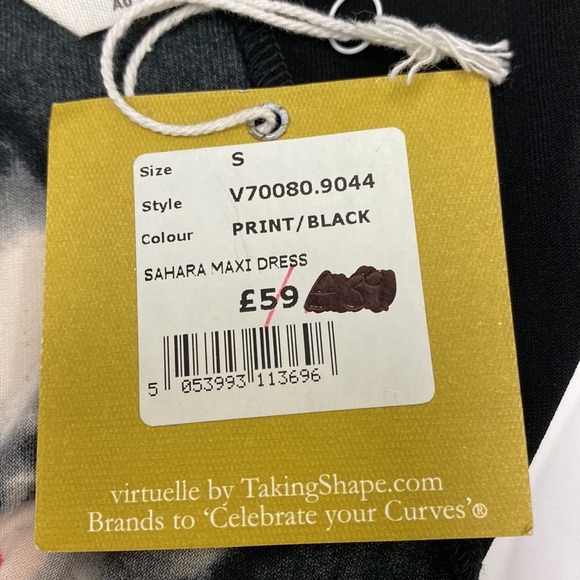 A0
Size S
Style V70080.9044
Colour PRINT/BLACK
SAHARA MAXI DRESS
£59
5 053993 113696
virtuelle by TakingShape.com
Brands to ‘Celebrate your Curves’®